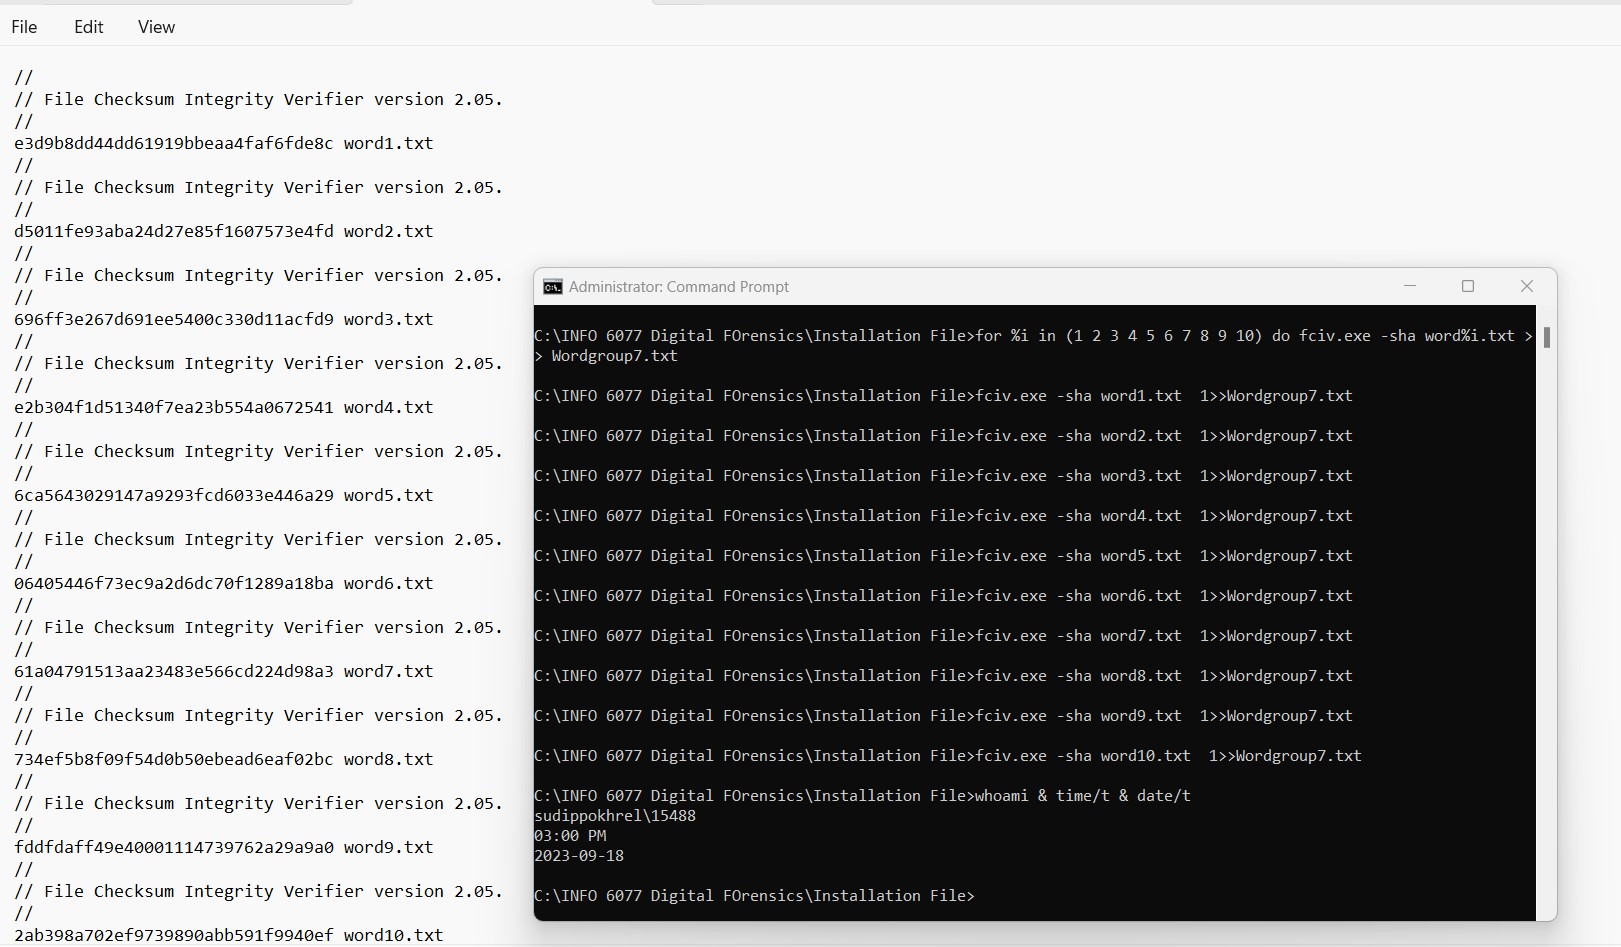 File Edit View
//
// File Checksum Integrity Verifier version 2.05.
//
e3d9b8dd44dd61919bbeaa4faf6fde8c word1.txt
//
// File Checksum Integrity Verifier version 2.05.
//
d5011fe93aba24d27e85f1607573e4fd word2.txt
//
// File Checksum Integrity Verifier version 2.05.
//
696ff3e267d691ee5400c330d11acfd9 word3.txt
//
// File Checksum Integrity Verifier version 2.05.
//
e2b304f1d51340f7ea23b554a0672541 word4.txt
//
// File Checksum Integrity Verifier version 2.05.
//
6ca5643029147a9293fcd6033e446a29 word5.txt
//
// File Checksum Integrity Verifier version 2.05.
//
06405446f73ec9a2d6dc70f1289a18ba word6.txt
//
// File Checksum Integrity Verifier version 2.05.
//
61a04791513aa23483e566cd224d98a3 word7.txt
//
// File Checksum Integrity Verifier version 2.05.
//
734ef5b8f09f54d0b50ebead6eaf02bc word8.txt
//
// File Checksum Integrity Verifier version 2.05.
//
fddfdaff49e40001114739762a29a9a0 word9.txt
//
// File Checksum Integrity Verifier version 2.05.
//
2ab398a702ef9739890abb591f9940ef word10.txt
Administrator: Command Prompt
C:\INFO 6077 Digital FOrensics\Installation File>for %i in (1 2 3 4 5 6 7 8 9 10) do fciv.exe -sha word%i.txt >
> Wordgroup7.txt
C:\INFO 6077 Digital FOrensics\Installation File>fciv.exe -sha word1.txt  1>>Wordgroup7.txt
C:\INFO 6077 Digital FOrensics\Installation File>fciv.exe -sha word2.txt  1>>Wordgroup7.txt
C:\INFO 6077 Digital FOrensics\Installation File>fciv.exe -sha word3.txt  1>>Wordgroup7.txt
C:\INFO 6077 Digital FOrensics\Installation File>fciv.exe -sha word4.txt  1>>Wordgroup7.txt
C:\INFO 6077 Digital FOrensics\Installation File>fciv.exe -sha word5.txt  1>>Wordgroup7.txt
C:\INFO 6077 Digital FOrensics\Installation File>fciv.exe -sha word6.txt  1>>Wordgroup7.txt
C:\INFO 6077 Digital FOrensics\Installation File>fciv.exe -sha word7.txt  1>>Wordgroup7.txt
C:\INFO 6077 Digital FOrensics\Installation File>fciv.exe -sha word8.txt  1>>Wordgroup7.txt
C:\INFO 6077 Digital FOrensics\Installation File>fciv.exe -sha word9.txt  1>>Wordgroup7.txt
C:\INFO 6077 Digital FOrensics\Installation File>fciv.exe -sha word10.txt  1>>Wordgroup7.txt
C:\INFO 6077 Digital FOrensics\Installation File>whoami & time/t & date/t
sudippokhrel\15488
03:00 PM
2023-09-18
C:\INFO 6077 Digital FOrensics\Installation File>